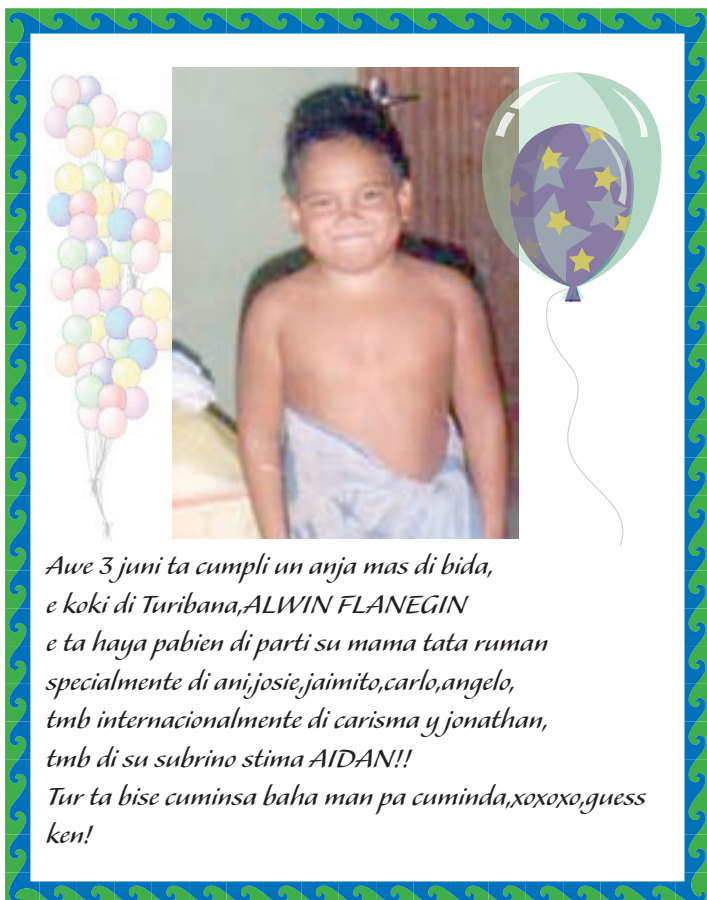 Awe 3 juni ta cumpli un anja mas di bida,
e koki di Turibana,ALWIN FLANEGIN
e ta haya pabien di parti su mama tata ruman
specialmente di ani,josie,jaimito,carlo,angelo,
tmb internacionalmente di carisma y jonathan,
tmb di su subrino stima AIDAN!!
Tur ta bise cuminsa baha man pa cuminda,xoxoxo,guess
ken!